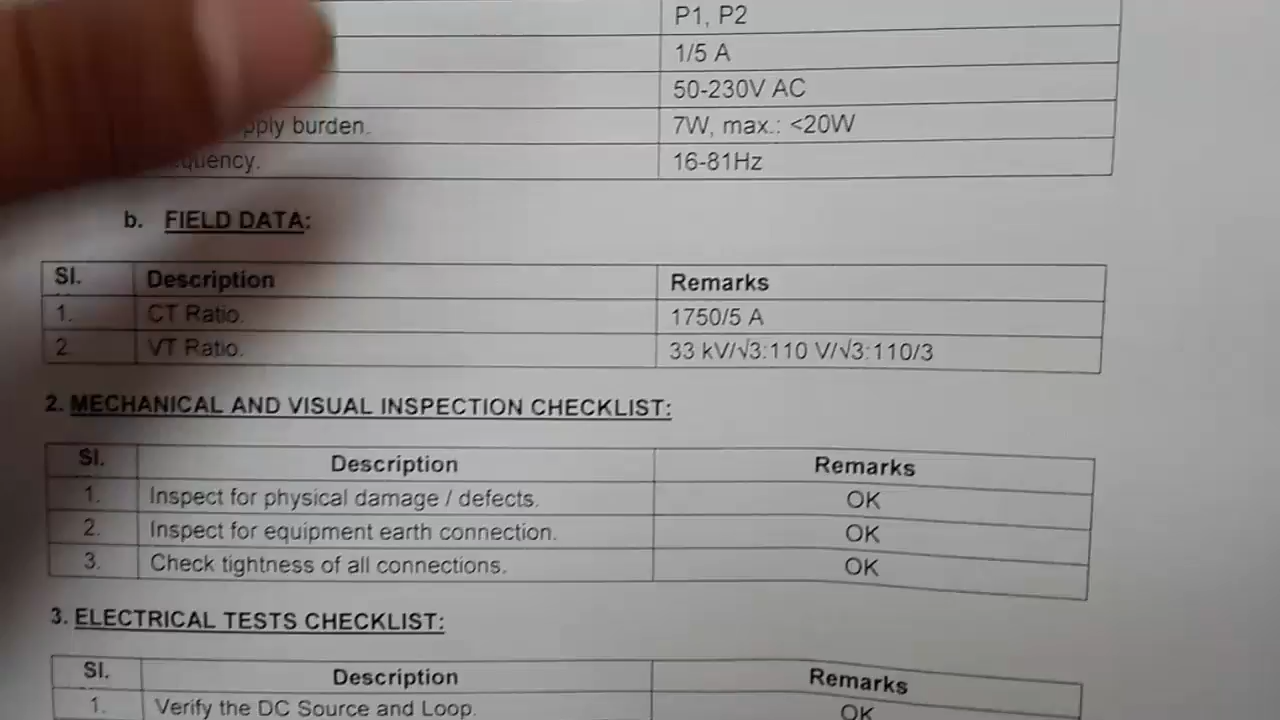 P1, P2
1/5 A
50-230V AC
burden. 7W, max.: <20W
16-81Hz
b. FIELD DATA:
Sl. Description Remarks
1. CT Ratio. 1750/5 A
2. VT Ratio. 33 kV/√3:110 V/√3:110/3
2. MECHANICAL AND VISUAL INSPECTION CHECKLIST:
Sl. Description Remarks
1. Inspect for physical damage / defects. OK
2. Inspect for equipment earth connection. OK
3. Check tightness of all connections. OK
3. ELECTRICAL TESTS CHECKLIST:
Sl. Description Remarks
1. Verify the DC Source and Loop. OK